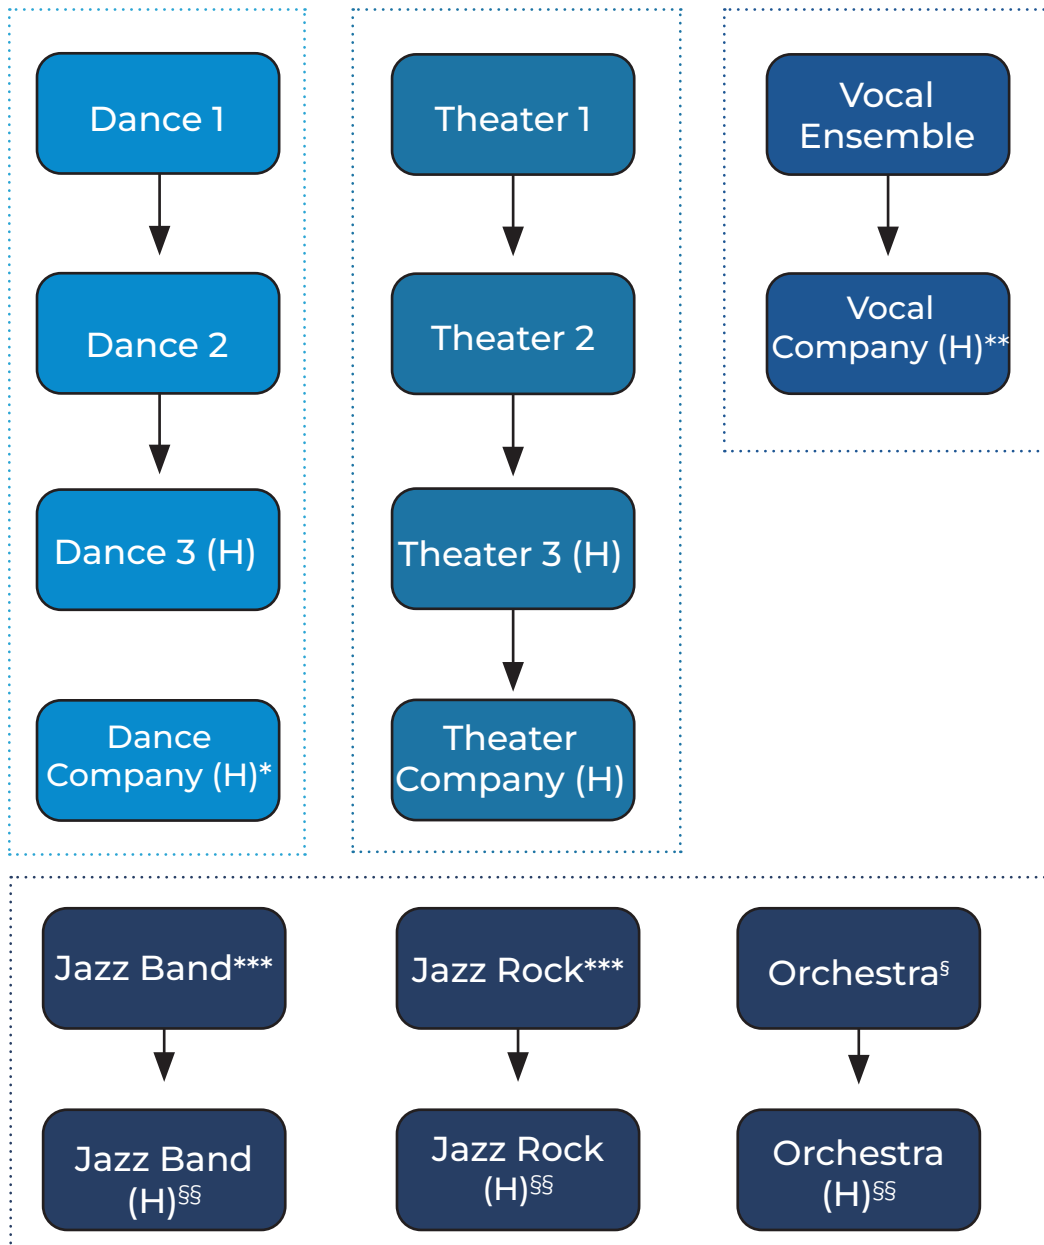 Dance 1
Theater 1
Vocal
Ensemble
Dance 2
Theater 2
Vocal
Company (H)**
Dance 3 (H)
Theater 3 (H)
Dance
Company (H)*
Theater
Company (H)
Jazz Band***
Jazz Rock***
Orchestra§
Jazz Band
(H)§§
Jazz Rock
(H)§§
Orchestra
(H)§§